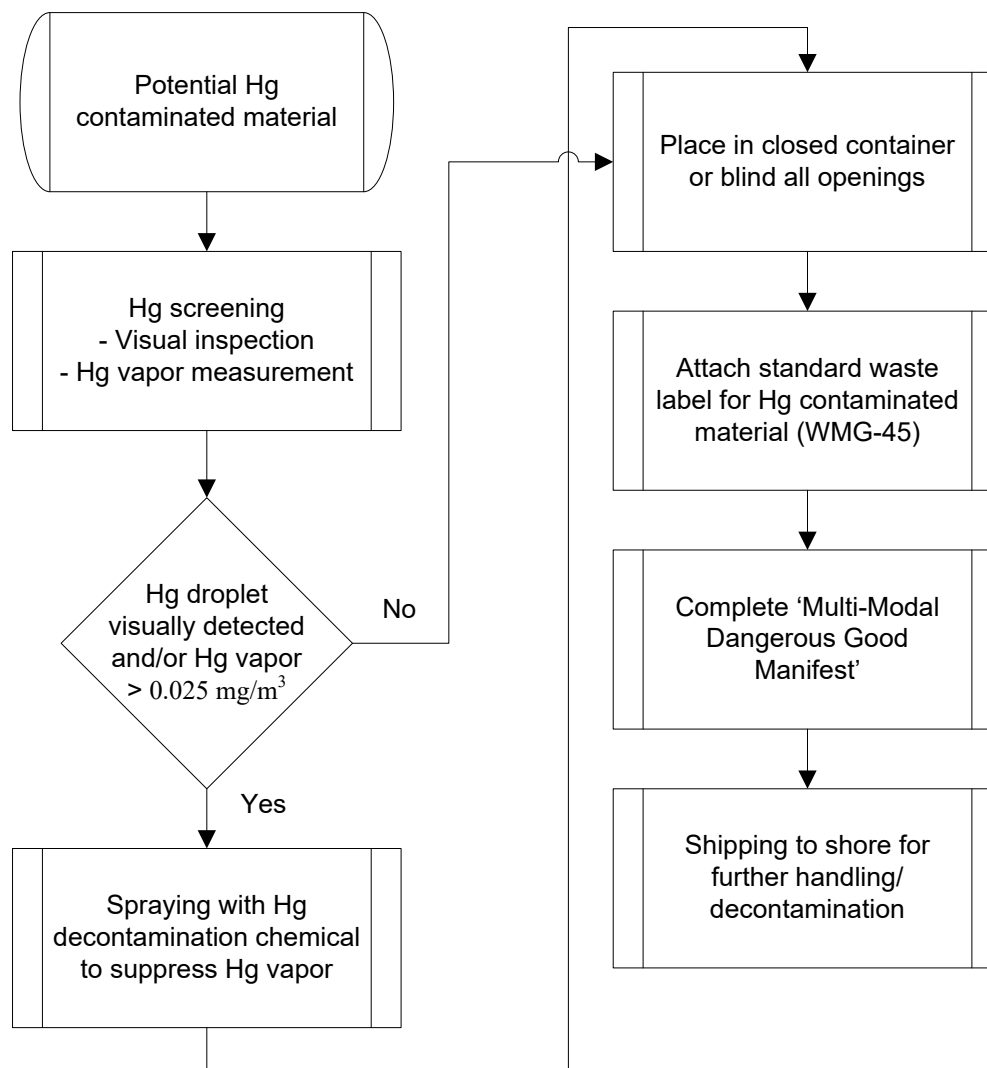 Potential Hg
contaminated material
Hg screening
- Visual inspection
- Hg vapor measurement
Hg droplet
visually detected
and/or Hg vapor
> 0.025 mg/m³
No
Yes
Spraying with Hg
decontamination chemical
to suppress Hg vapor
Place in closed container
or blind all openings
Attach standard waste
label for Hg contaminated
material (WMG-45)
Complete ‘Multi-Modal
Dangerous Good
Manifest’
Shipping to shore for
further handling/
decontamination